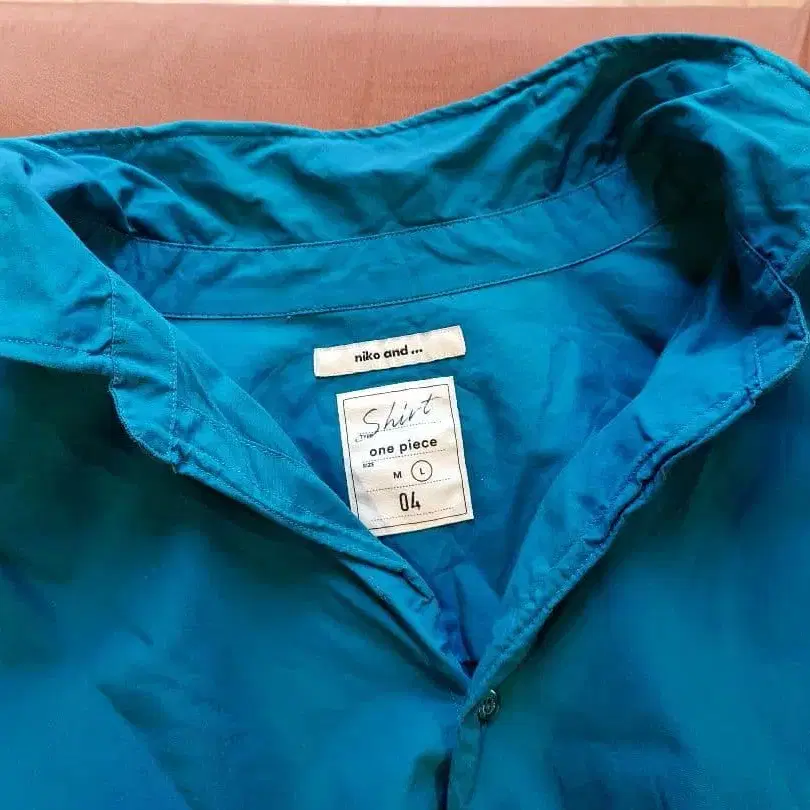 niko and ...
Shirt
one piece
SIZE
M L
04